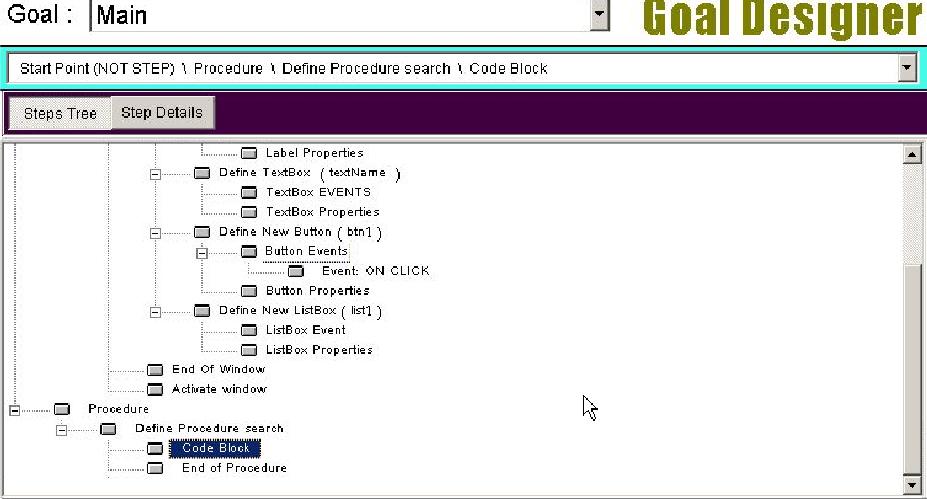 Goal : Main
Goal Designer
Start Point (NOT STEP) \ Procedure \ Define Procedure search \ Code Block
Steps Tree Step Details
Label Properties
Define TextBox ( textName )
TextBox EVENTS
TextBox Properties
Define New Button ( btn1 )
Button Events
Event: ON CLICK
Button Properties
Define New ListBox ( list1 )
ListBox Event
ListBox Properties
End Of Window
Activate window
Procedure
Define Procedure search
Code Block
End of Procedure